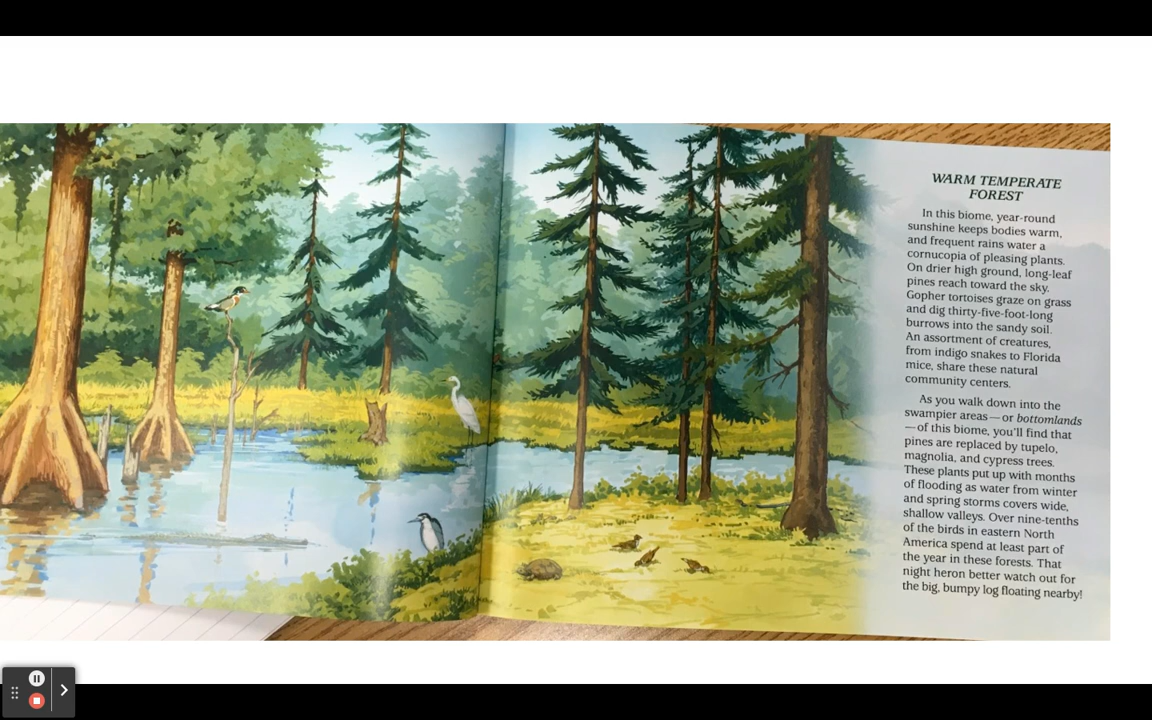 WARM TEMPERATE
FOREST
In this biome, year-round
sunshine keeps bodies warm,
and frequent rains water a
cornucopia of pleasing plants.
On drier high ground, long-leaf
pines reach toward the sky.
Gopher tortoises graze on grass
and dig thirty-five-foot-long
burrows into the sandy soil.
An assortment of creatures,
from indigo snakes to Florida
mice, share these natural
community centers.
As you walk down into the
swampier areas—or bottomlands
—of this biome, you'll find that
pines are replaced by tupelo,
magnolia, and cypress trees.
These plants put up with months
of flooding as water from winter
and spring storms covers wide,
shallow valleys. Over nine-tenths
of the birds in eastern North
America spend at least part of
the year in these forests. That
night heron better watch out for
the big, bumpy log floating nearby!